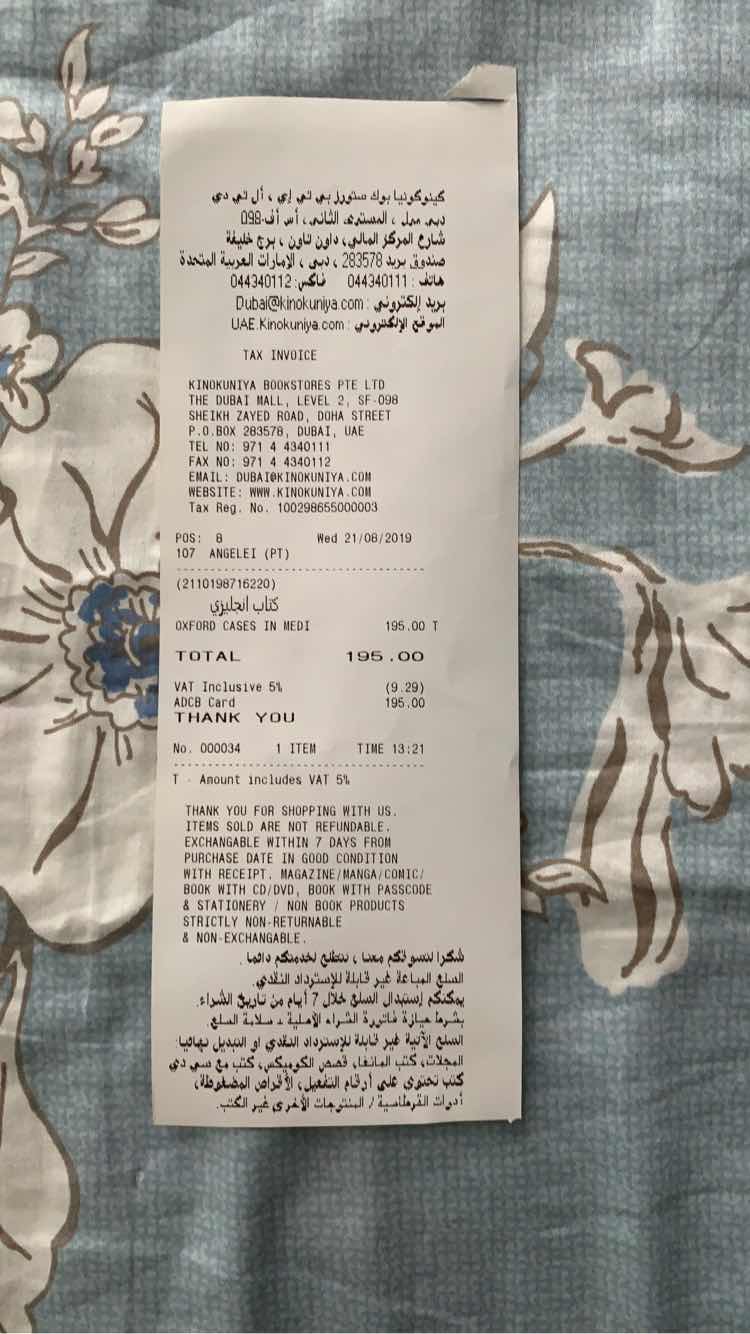 كينوكونيا بوك ستورز بي تي إي ، أل تي دي
دبي مول ، المستوى الثاني، أس أف-098
شارع المركز المالي، داون تاون ، برج خليفة
صندوق بريد 283578 ، دبي ، الإمارات العربية المتحدة
هاتف : 044340111 فاكس: 044340112
بريد إلكتروني : Dubai@kinokuniya.com
الموقع الإلكتروني : UAE.Kinokuniya.com
TAX INVOICE
KINOKUNIYA BOOKSTORES PTE LTD
THE DUBAI MALL, LEVEL 2, SF-098
SHEIKH ZAYED ROAD, DOHA STREET
P.O.BOX 283578, DUBAI, UAE
TEL NO: 971 4 4340111
FAX NO: 971 4 4340112
EMAIL: DUBAI@KINOKUNIYA.COM
WEBSITE: WWW.KINOKUNIYA.COM
Tax Reg. No. 100298655000003
POS: 8 Wed 21/08/2019
107 ANGELEI (PT)
(2110198716220)
كتاب انجليزي
OXFORD CASES IN MEDI 195.00 T
TOTAL 195.00
VAT Inclusive 5% (9.29)
ADCB Card 195.00
THANK YOU
No. 000034 1 ITEM TIME 13:21
T - Amount includes VAT 5%
THANK YOU FOR SHOPPING WITH US.
ITEMS SOLD ARE NOT REFUNDABLE.
EXCHANGABLE WITHIN 7 DAYS FROM
PURCHASE DATE IN GOOD CONDITION
WITH RECEIPT. MAGAZINE/MANGA/COMIC/
BOOK WITH CD/DVD, BOOK WITH PASSCODE
& STATIONERY / NON BOOK PRODUCTS
STRICTLY NON-RETURNABLE
& NON-EXCHANGABLE.
شكرا لتسوقكم معنا ، نتطلع لخدمتكم دائما .
السلع المباعة غير قابلة للإسترداد النقدي.
يمكنكم إستبدال السلع خلال 7 أيام من تاريخ الشراء.
بشرط حيازة فاتورة الشراء الأصلية و سلامة السلع.
السلع الآتية غير قابلة للإسترداد النقدي او التبديل نهائيا:
المجلات، كتب المانغا، قصص الكوميكس، كتب مع سي دي
كتب تحتوى على أرقام التفعيل، الأقراص المضغوطة،
أدوات القرطاسية / المنتوجات الأخرى غير الكتب.